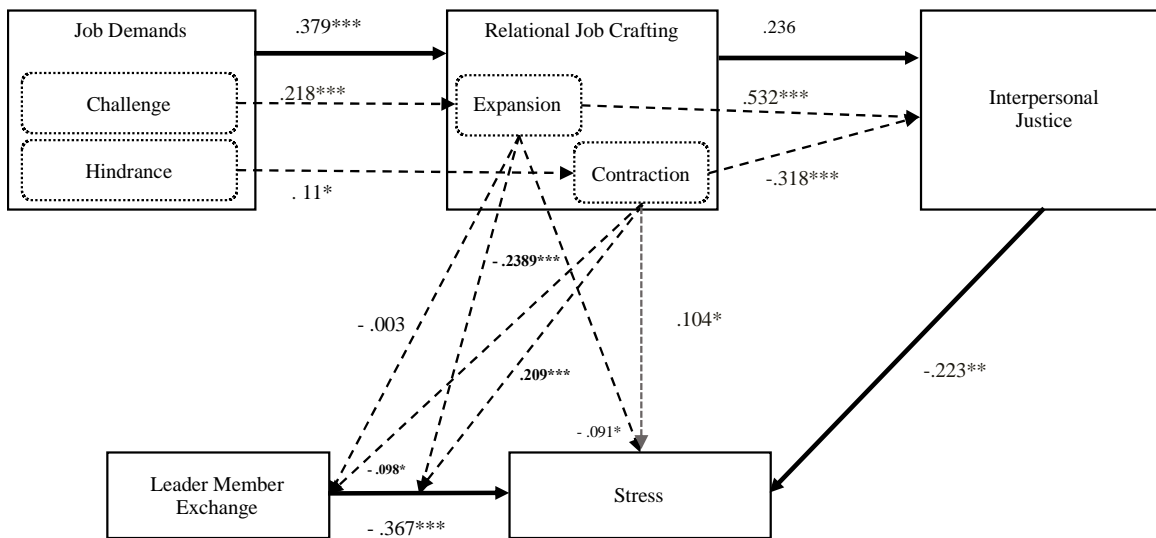 Job Demands
.379***
Relational Job Crafting
.236
Challenge
.218***
Expansion
.532***
Interpersonal
Justice
Hindrance
. 11*
Contraction
-.318***
- .2389***
- .003
.104*
.209***
-.223**
- .091*
Leader Member
Exchange
- .098*
- .367***
Stress